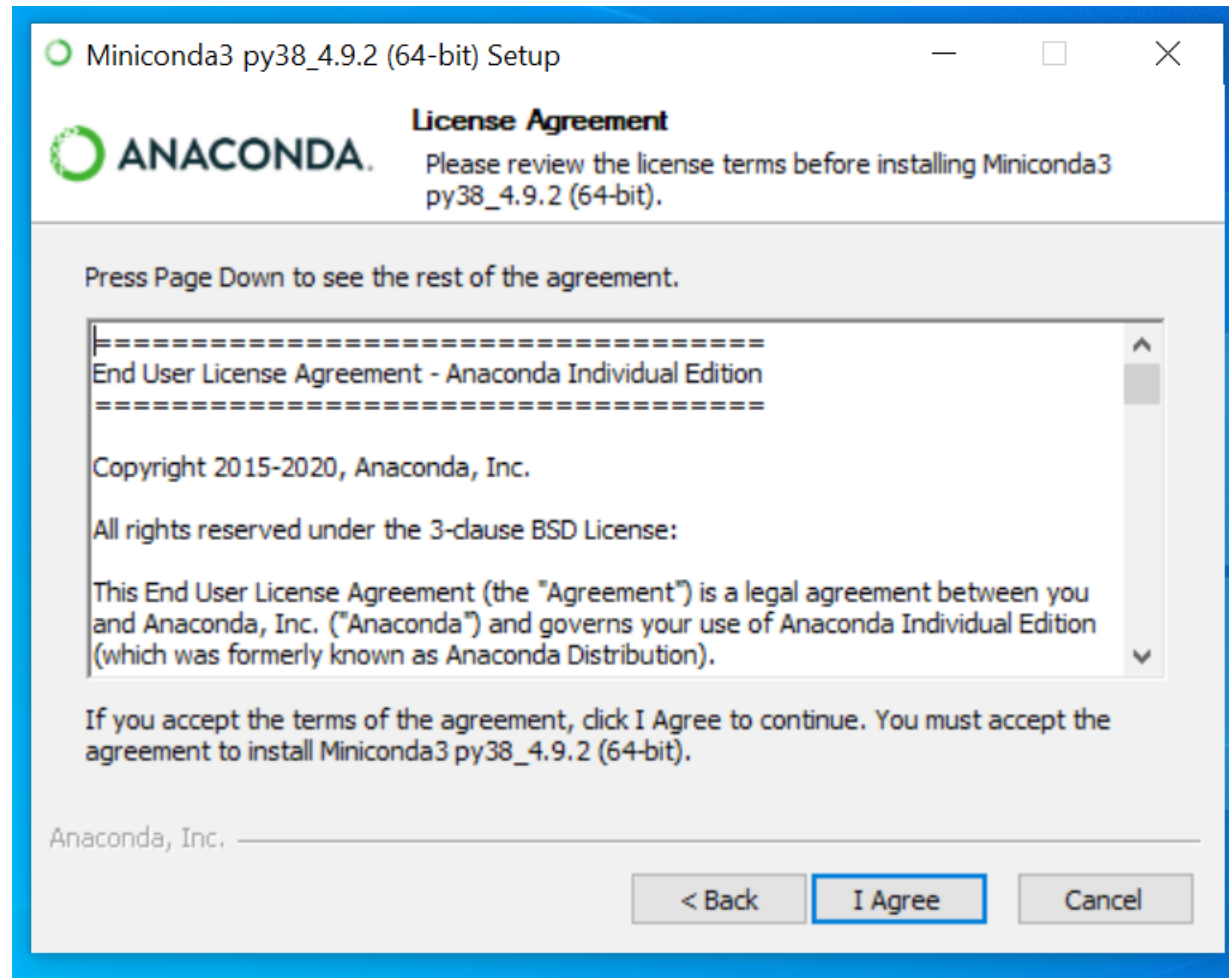 Miniconda3 py38_4.9.2 (64-bit) Setup
ANACONDA.
License Agreement
Please review the license terms before installing Miniconda3
py38_4.9.2 (64-bit).
Press Page Down to see the rest of the agreement.
===================================
End User License Agreement - Anaconda Individual Edition
===================================
Copyright 2015-2020, Anaconda, Inc.
All rights reserved under the 3-clause BSD License:
This End User License Agreement (the "Agreement") is a legal agreement between you
and Anaconda, Inc. ("Anaconda") and governs your use of Anaconda Individual Edition
(which was formerly known as Anaconda Distribution).
If you accept the terms of the agreement, click I Agree to continue. You must accept the
agreement to install Miniconda3 py38_4.9.2 (64-bit).
Anaconda, Inc.
< Back
I Agree
Cancel